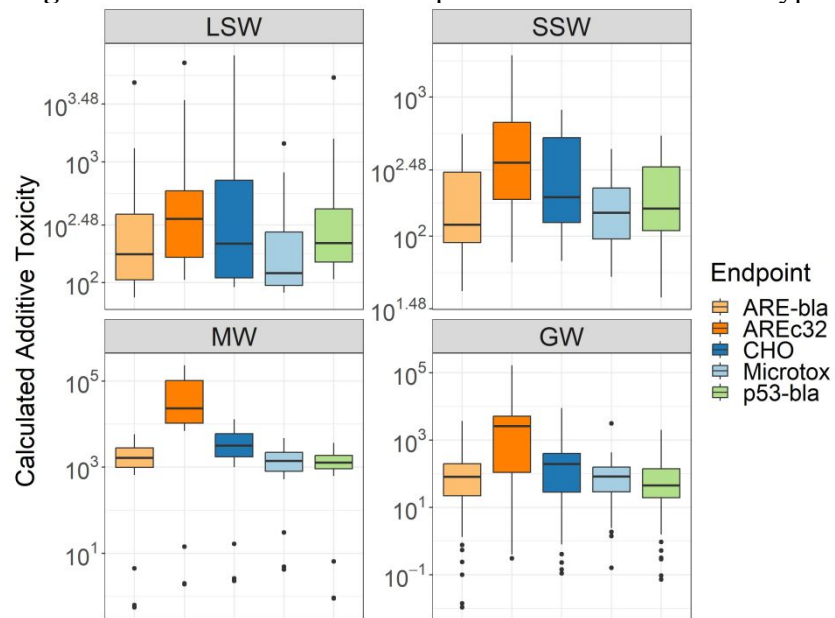 LSW
SSW
Calculated Additive Toxicity
10^3.48
10^3
10^2.48
10^2
10^3
10^2.48
10^2
10^1.48
MW
GW
10^5
10^3
10^1
10^5
10^3
10^1
10^−1
Endpoint
ARE-bla
AREc32
CHO
Microtox
p53-bla